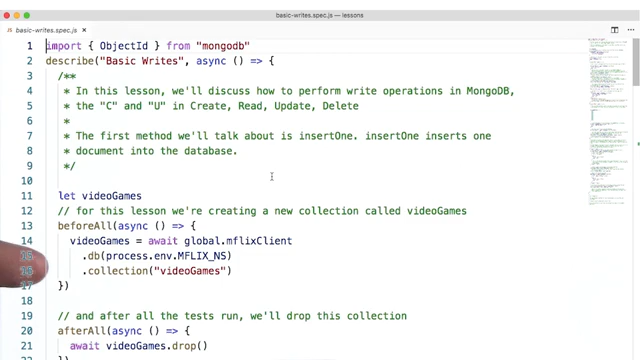 basic-writes.spec.js — lessons
JS basic-writes.spec.js ×
1 import { ObjectId } from "mongodb"
2 describe("Basic Writes", async () => {
3 /**
4 * In this lesson, we'll discuss how to perform write operations in MongoDB,
5 * the "C" and "U" in Create, Read, Update, Delete
6 *
7 * The first method we'll talk about is insertOne. insertOne inserts one
8 * document into the database.
9 */
10
11 let videoGames
12 // for this lesson we're creating a new collection called videoGames
13 beforeAll(async () => {
14 videoGames = await global.mflixClient
15 .db(process.env.MFLIX_NS)
16 .collection("videoGames")
17 })
18
19 // and after all the tests run, we'll drop this collection
20 afterAll(async () => {
21 await videoGames.drop()
})